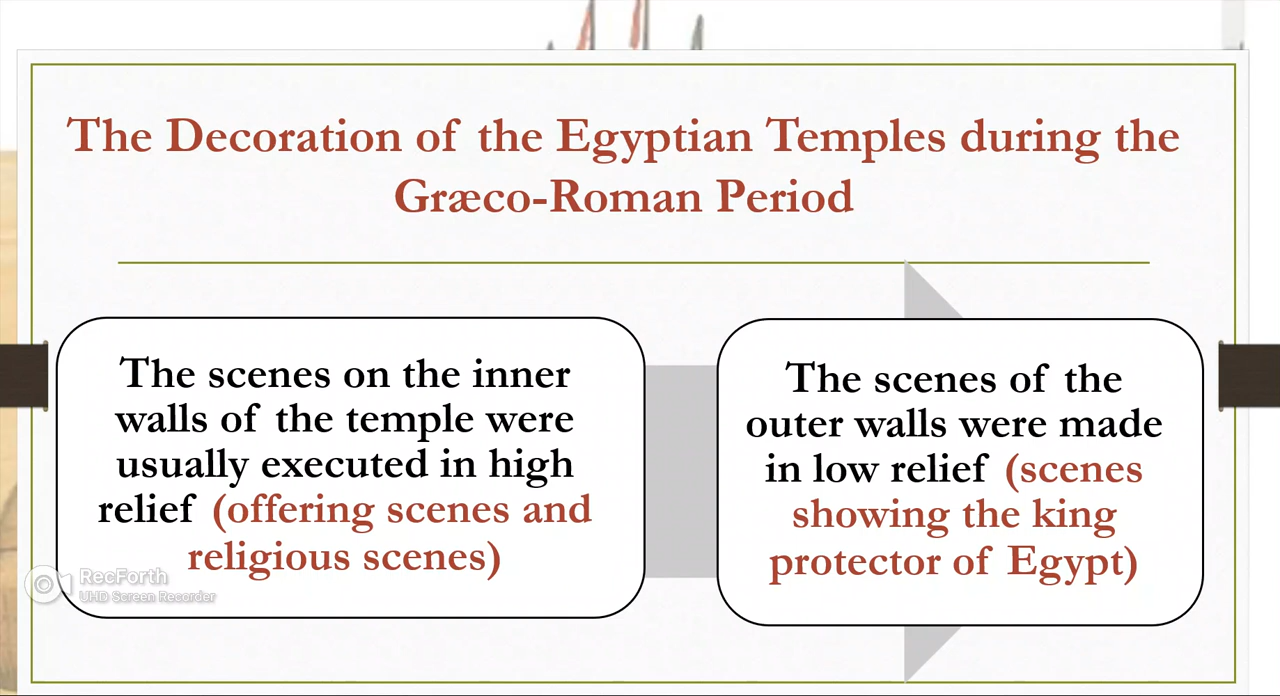 The Decoration of the Egyptian Temples during the
Græco-Roman Period
The scenes on the inner
walls of the temple were
usually executed in high
relief (offering scenes and
religious scenes)
The scenes of the
outer walls were made
in low relief (scenes
showing the king
protector of Egypt)
RecForth
UHD Screen Recorder